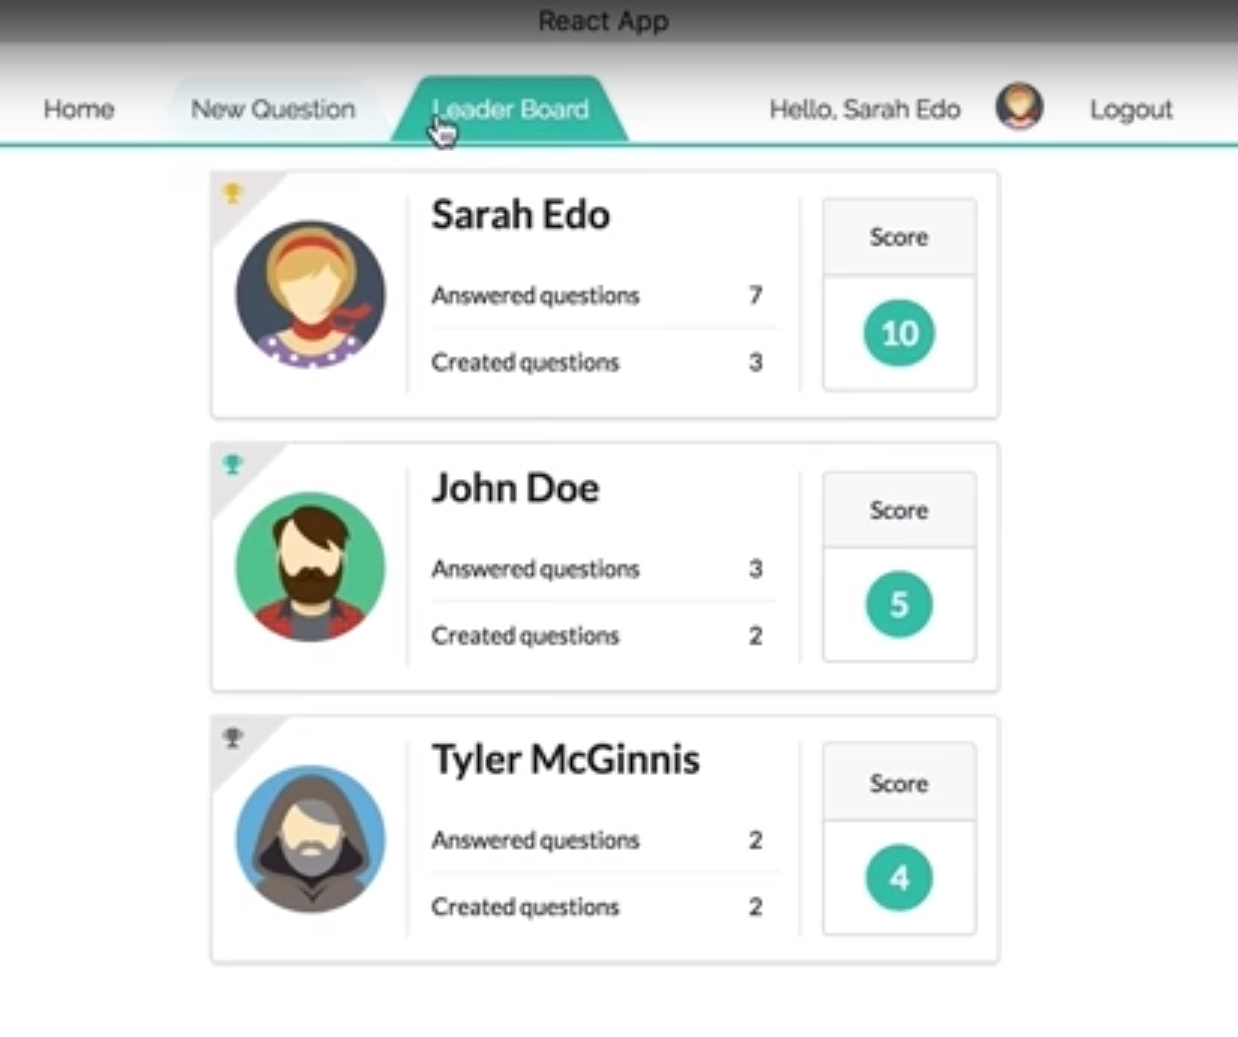 React App
Home New Question Leader Board Hello, Sarah Edo Logout
Sarah Edo
Answered questions 7
Created questions 3
Score
10
John Doe
Answered questions 3
Created questions 2
Score
5
Tyler McGinnis
Answered questions 2
Created questions 2
Score
4